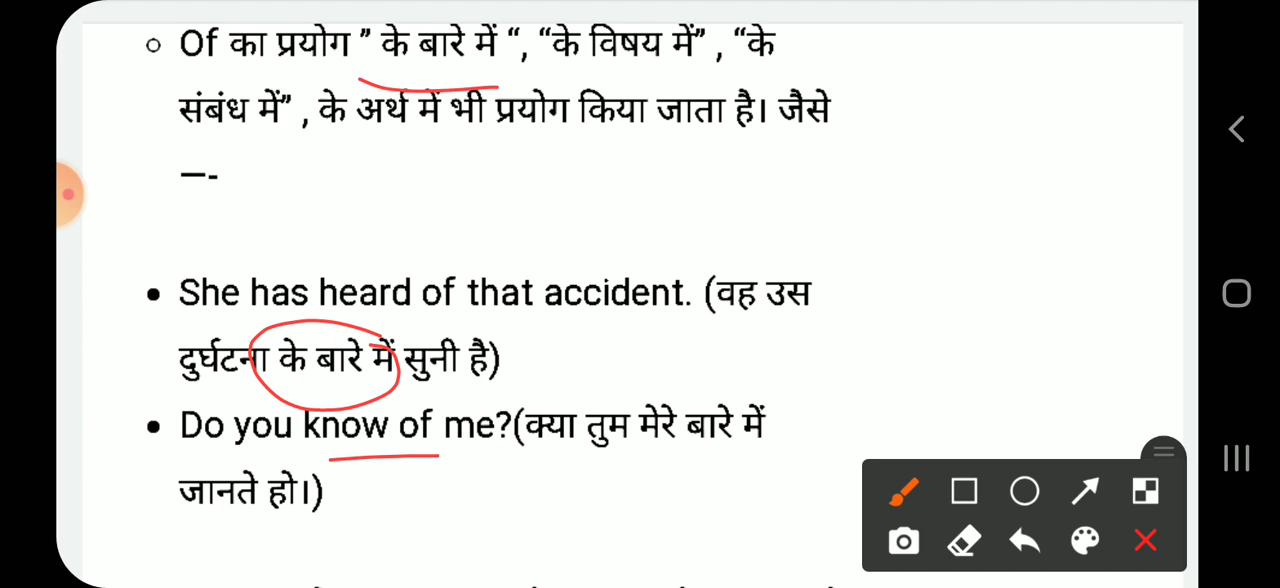 Of का प्रयोग ” के बारे में “, “के विषय में” , “के
संबंध में” , के अर्थ में भी प्रयोग किया जाता है। जैसे
—-
She has heard of that accident. (वह उस
दुर्घटना के बारे में सुनी है)
Do you know of me?(क्या तुम मेरे बारे में
जानते हो।)